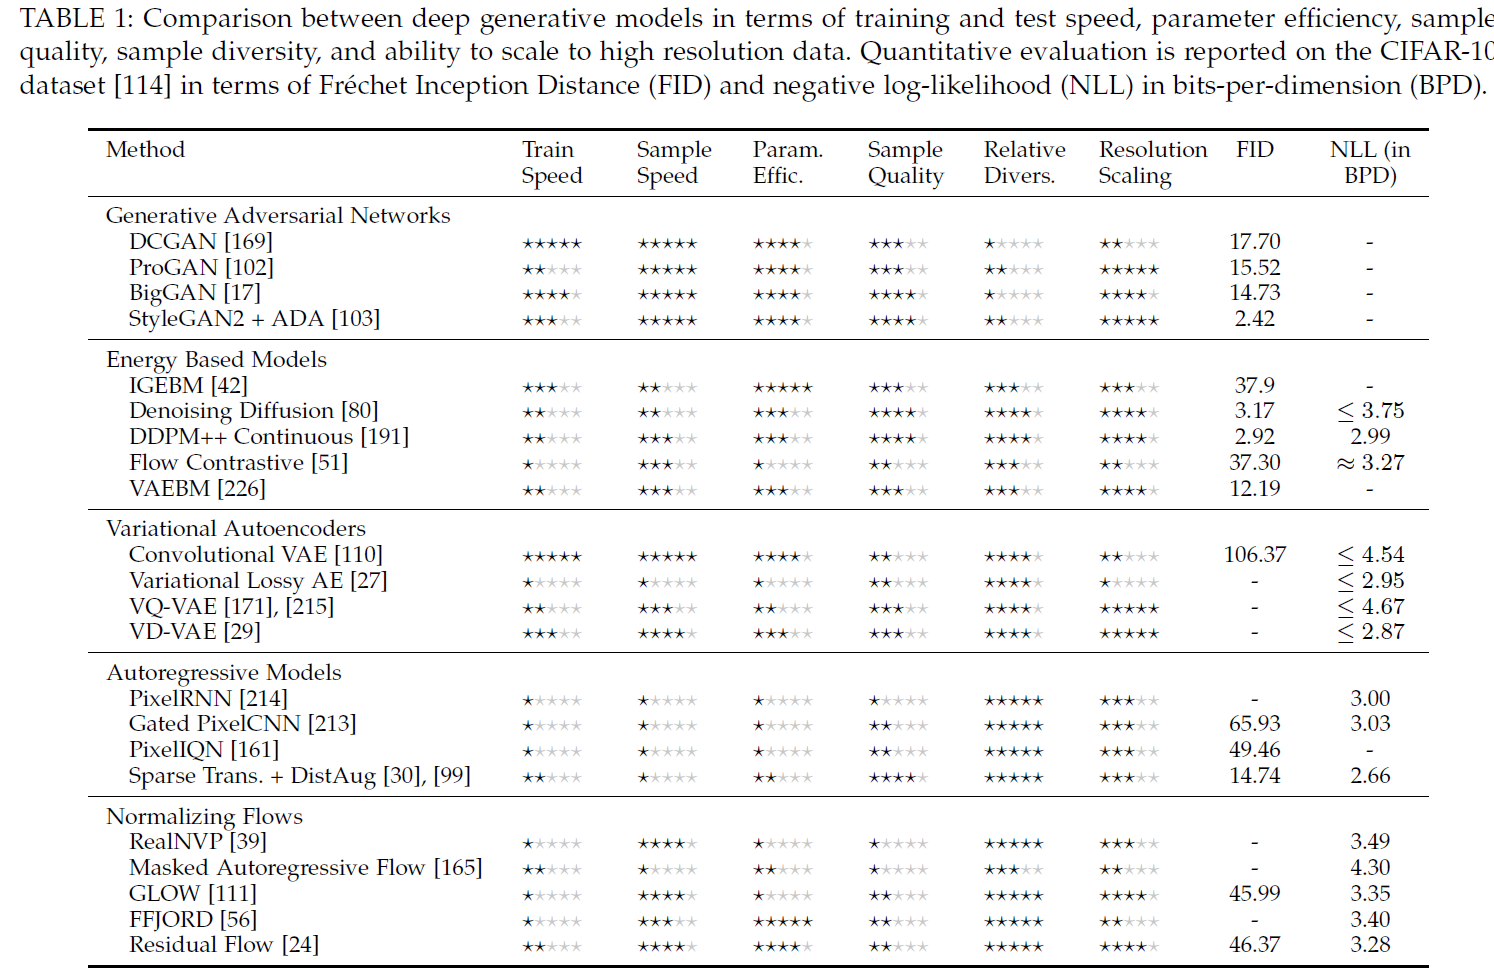 TABLE 1: Comparison between deep generative models in terms of training and test speed, parameter efficiency, sample
quality, sample diversity, and ability to scale to high resolution data. Quantitative evaluation is reported on the CIFAR-10
dataset [114] in terms of Fréchet Inception Distance (FID) and negative log-likelihood (NLL) in bits-per-dimension (BPD).
Method Train Sample Param. Sample Relative Resolution FID NLL (in
Speed Speed Effic. Quality Divers. Scaling BPD)
Generative Adversarial Networks
DCGAN [169] ★★★★★ ★★★★★ ★★★★☆ ★★★☆☆ ★☆☆☆☆ ★★☆☆☆ 17.70 -
ProGAN [102] ★★☆☆☆ ★★★★★ ★★★★☆ ★★★☆☆ ★★☆☆☆ ★★★★★ 15.52 -
BigGAN [17] ★★★★☆ ★★★★★ ★★★★☆ ★★★★☆ ★☆☆☆☆ ★★★★☆ 14.73 -
StyleGAN2 + ADA [103] ★★★☆☆ ★★★★★ ★★★★☆ ★★★★☆ ★★☆☆☆ ★★★★★ 2.42 -
Energy Based Models
IGEBM [42] ★★★☆☆ ★★☆☆☆ ★★★★★ ★★★☆☆ ★★★☆☆ ★★★☆☆ 37.9 -
Denoising Diffusion [80] ★★☆☆☆ ★★☆☆☆ ★★★☆☆ ★★★★☆ ★★★★☆ ★★★★☆ 3.17 ≤ 3.75
DDPM++ Continuous [191] ★★☆☆☆ ★★★☆☆ ★★★☆☆ ★★★★☆ ★★★★☆ ★★★★☆ 2.92 2.99
Flow Contrastive [51] ★☆☆☆☆ ★★★☆☆ ★☆☆☆☆ ★★☆☆☆ ★★★☆☆ ★★☆☆☆ 37.30 ≈ 3.27
VAEBM [226] ★★☆☆☆ ★★★☆☆ ★★★☆☆ ★★★☆☆ ★★★☆☆ ★★★★☆ 12.19 -
Variational Autoencoders
Convolutional VAE [110] ★★★★★ ★★★★★ ★★★★☆ ★★☆☆☆ ★★★★☆ ★★☆☆☆ 106.37 ≤ 4.54
Variational Lossy AE [27] ★☆☆☆☆ ★☆☆☆☆ ★☆☆☆☆ ★★☆☆☆ ★★★★☆ ★☆☆☆☆ - ≤ 2.95
VQ-VAE [171], [215] ★★☆☆☆ ★★★☆☆ ★★☆☆☆ ★★★☆☆ ★★★★☆ ★★★★★ - ≤ 4.67
VD-VAE [29] ★★★☆☆ ★★★★☆ ★★★☆☆ ★★★☆☆ ★★★★☆ ★★★★★ - ≤ 2.87
Autoregressive Models
PixelRNN [214] ★☆☆☆☆ ★☆☆☆☆ ★☆☆☆☆ ★☆☆☆☆ ★★★★★ ★★★☆☆ - 3.00
Gated PixelCNN [213] ★☆☆☆☆ ★☆☆☆☆ ★☆☆☆☆ ★★☆☆☆ ★★★★★ ★★★☆☆ 65.93 3.03
PixelIQN [161] ★☆☆☆☆ ★☆☆☆☆ ★☆☆☆☆ ★★☆☆☆ ★★★★★ ★★★☆☆ 49.46 -
Sparse Trans. + DistAug [30], [99] ★★☆☆☆ ★☆☆☆☆ ★★☆☆☆ ★★★★☆ ★★★★★ ★★★☆☆ 14.74 2.66
Normalizing Flows
RealNVP [39] ★☆☆☆☆ ★★★★☆ ★☆☆☆☆ ★☆☆☆☆ ★★★★★ ★★★☆☆ - 3.49
Masked Autoregressive Flow [165] ★★☆☆☆ ★☆☆☆☆ ★★☆☆☆ ★☆☆☆☆ ★★★☆☆ ★★☆☆☆ - 4.30
GLOW [111] ★☆☆☆☆ ★★★★☆ ★☆☆☆☆ ★★☆☆☆ ★★★★★ ★★★★☆ 45.99 3.35
FFJORD [56] ★☆☆☆☆ ★★★☆☆ ★★★★★ ★★☆☆☆ ★★★★★ ★★☆☆☆ - 3.40
Residual Flow [24] ★★☆☆☆ ★★★★☆ ★★★★☆ ★★☆☆☆ ★★★★★ ★★★★☆ 46.37 3.28